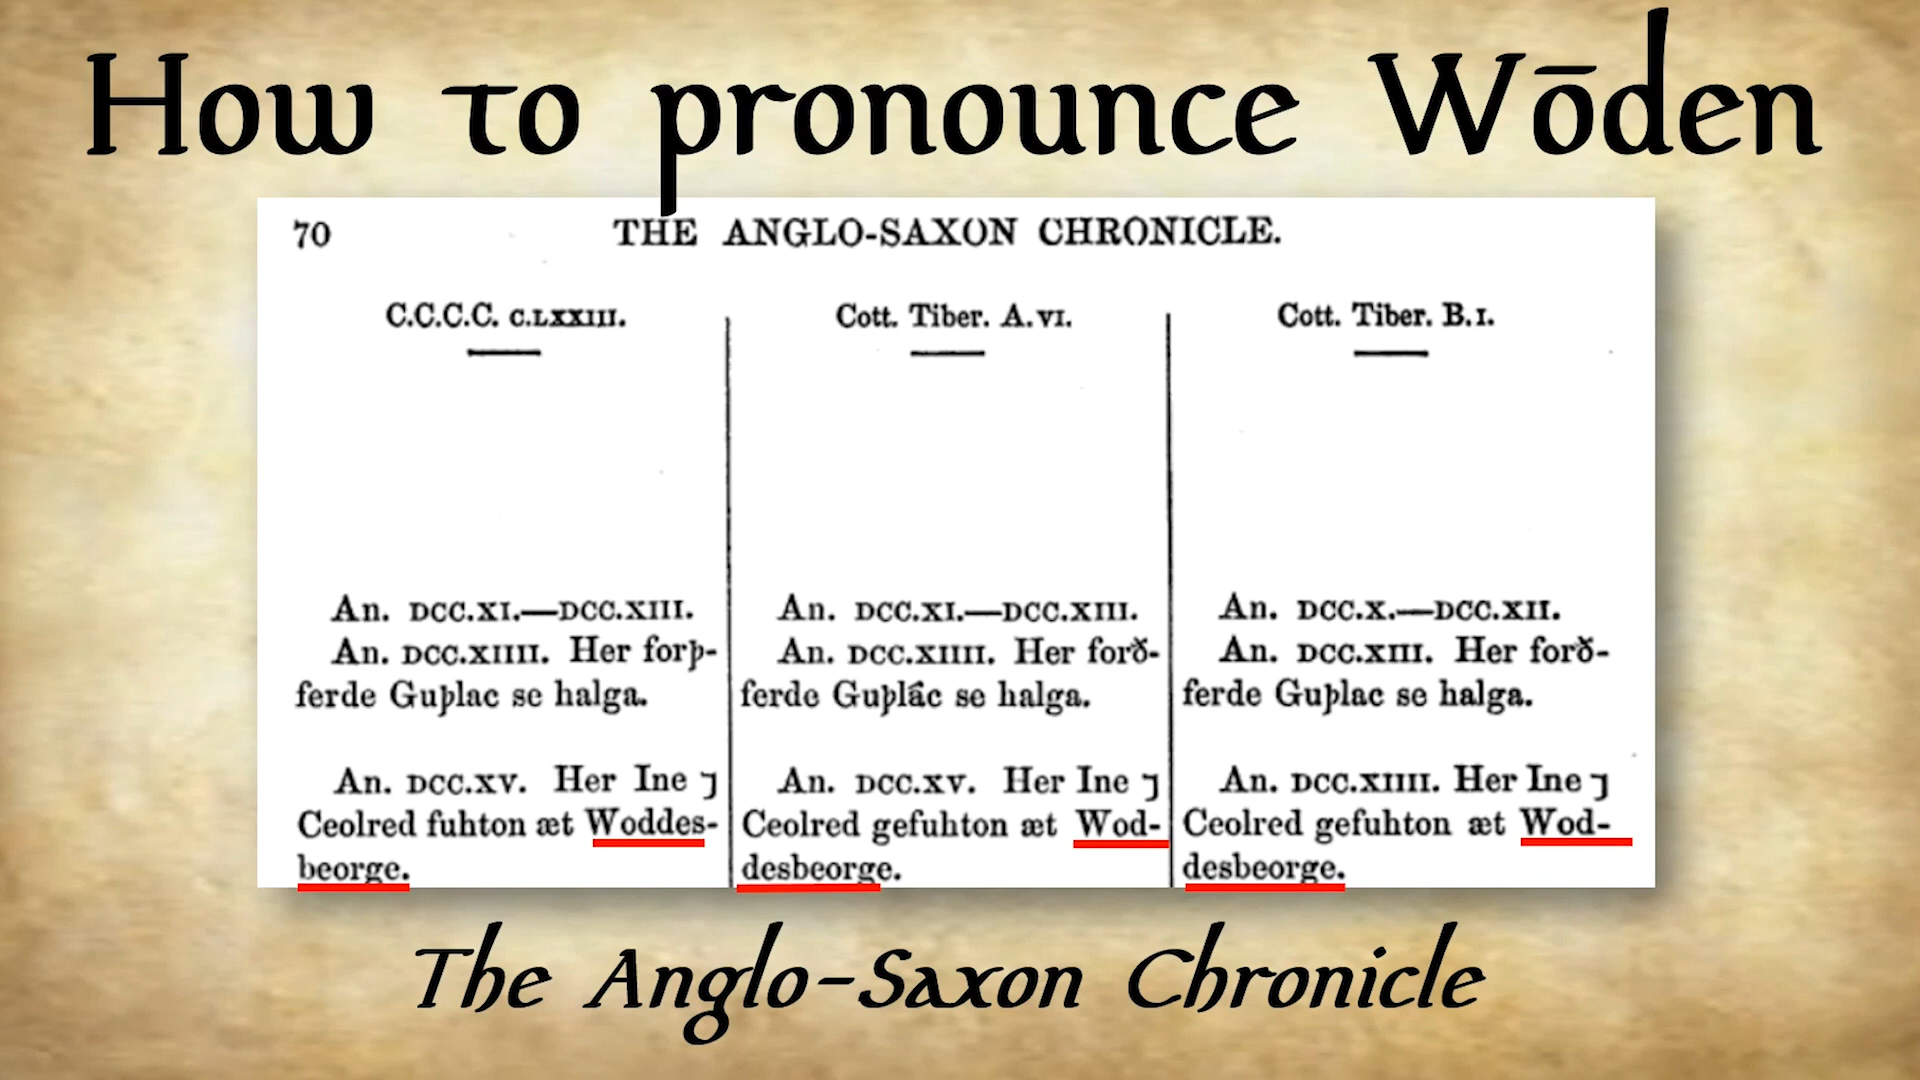 How to pronounce Wōden
70 THE ANGLO-SAXON CHRONICLE.
C.C.C.C. C.LXXIII.
An. DCC.XI.—DCC.XIII.
An. DCC.XIIII. Her forþ-
ferde Guþlac se halga.
An. DCC.XV. Her Ine ⁊
Ceolred fuhton æt Woddes-
beorge.
Cott. Tiber. A.VI.
An. DCC.XI.—DCC.XIII.
An. DCC.XIIII. Her forð-
ferde Guþlâc se halga.
An. DCC.XV. Her Ine ⁊
Ceolred gefuhton æt Wod-
desbeorge.
Cott. Tiber. B.I.
An. DCC.X.—DCC.XII.
An. DCC.XIII. Her forð-
ferde Guþlac se halga.
An. DCC.XIIII. Her Ine ⁊
Ceolred gefuhton æt Wod-
desbeorge.
The Anglo-Saxon Chronicle